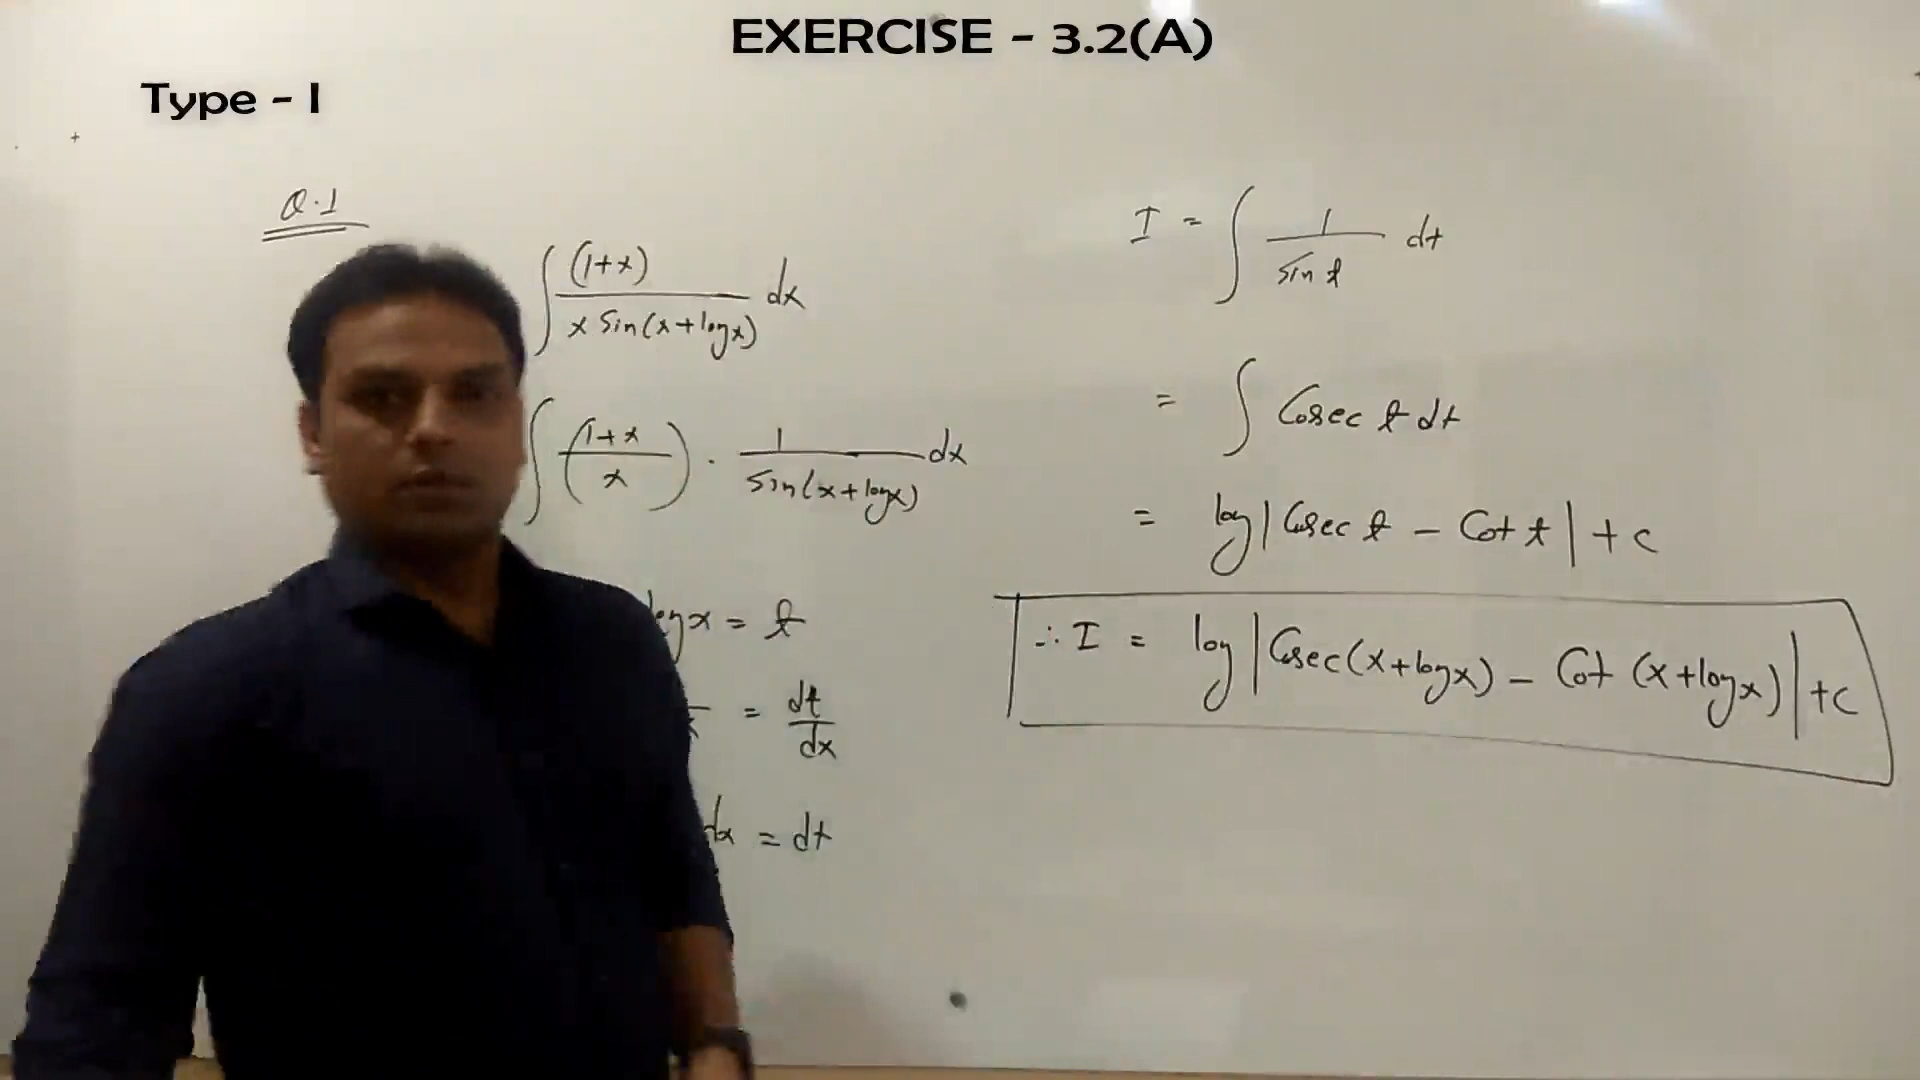 EXERCISE - 3.2(A)
Type - I
Q.1
∫ (1+x) / x Sin(x+logx) dx
∫ (1+x / x) · 1 / Sin(x+logx) dx
logx = t
= dt/dx
dx = dt
I = ∫ 1 / Sin t dt
= ∫ Cosec t dt
= log|Cosec t - Cot t| + c
∴ I = log|Cosec(x+logx) - Cot (x+logx)| + c